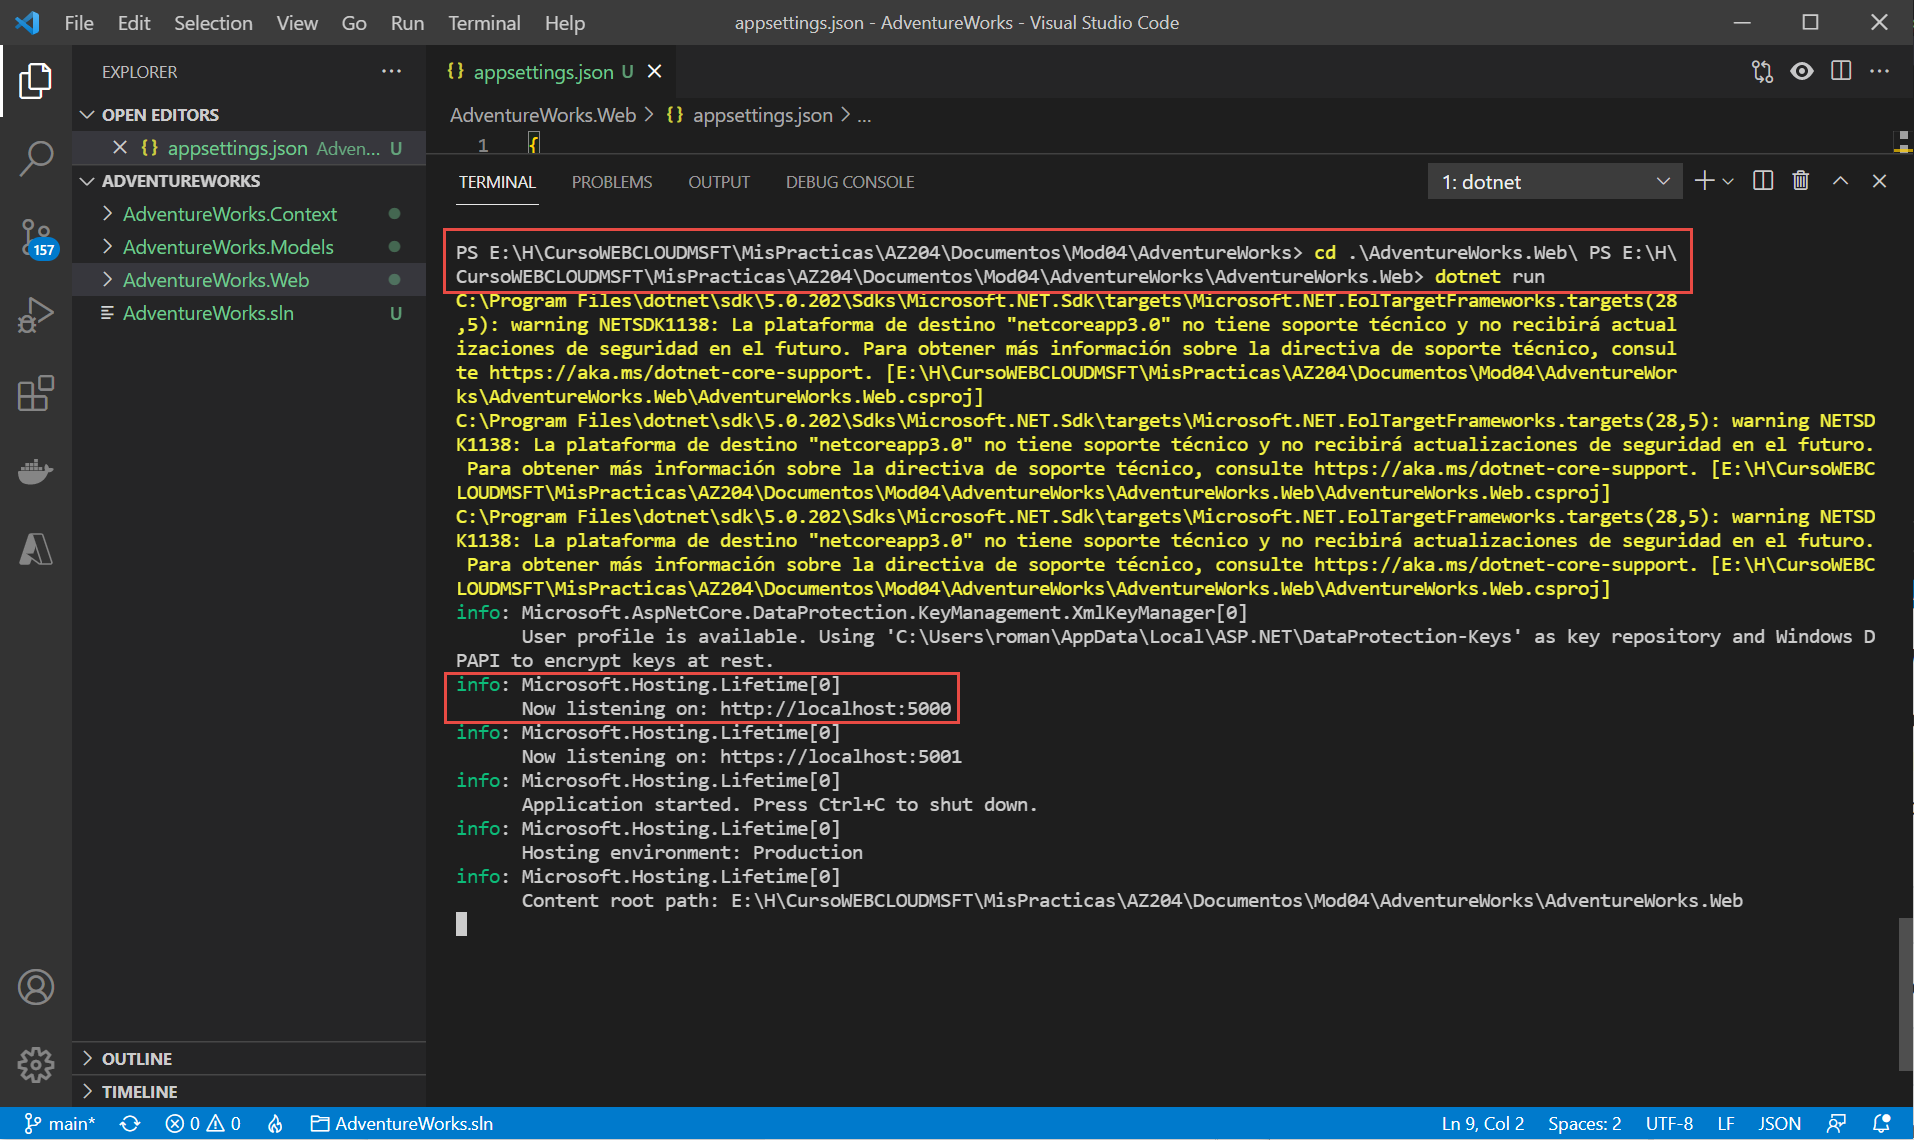 File Edit Selection View Go Run Terminal Help appsettings.json - AdventureWorks - Visual Studio Code
EXPLORER
OPEN EDITORS
{} appsettings.json Adven... U
ADVENTUREWORKS
AdventureWorks.Context
AdventureWorks.Models
AdventureWorks.Web
AdventureWorks.sln U
OUTLINE
TIMELINE
157
{} appsettings.json U
AdventureWorks.Web > {} appsettings.json > ...
1 {
TERMINAL PROBLEMS OUTPUT DEBUG CONSOLE 1: dotnet
PS E:\H\CursoWEBCLOUDMSFT\MisPracticas\AZ204\Documentos\Mod04\AdventureWorks> cd .\AdventureWorks.Web\ PS E:\H\
CursoWEBCLOUDMSFT\MisPracticas\AZ204\Documentos\Mod04\AdventureWorks\AdventureWorks.Web> dotnet run
C:\Program Files\dotnet\sdk\5.0.202\Sdks\Microsoft.NET.Sdk\targets\Microsoft.NET.EolTargetFrameworks.targets(28
,5): warning NETSDK1138: La plataforma de destino "netcoreapp3.0" no tiene soporte técnico y no recibirá actual
izaciones de seguridad en el futuro. Para obtener más información sobre la directiva de soporte técnico, consul
te https://aka.ms/dotnet-core-support. [E:\H\CursoWEBCLOUDMSFT\MisPracticas\AZ204\Documentos\Mod04\AdventureWor
ks\AdventureWorks.Web\AdventureWorks.Web.csproj]
C:\Program Files\dotnet\sdk\5.0.202\Sdks\Microsoft.NET.Sdk\targets\Microsoft.NET.EolTargetFrameworks.targets(28,5): warning NETSD
K1138: La plataforma de destino "netcoreapp3.0" no tiene soporte técnico y no recibirá actualizaciones de seguridad en el futuro.
Para obtener más información sobre la directiva de soporte técnico, consulte https://aka.ms/dotnet-core-support. [E:\H\CursoWEBC
LOUDMSFT\MisPracticas\AZ204\Documentos\Mod04\AdventureWorks\AdventureWorks.Web\AdventureWorks.Web.csproj]
C:\Program Files\dotnet\sdk\5.0.202\Sdks\Microsoft.NET.Sdk\targets\Microsoft.NET.EolTargetFrameworks.targets(28,5): warning NETSD
K1138: La plataforma de destino "netcoreapp3.0" no tiene soporte técnico y no recibirá actualizaciones de seguridad en el futuro.
Para obtener más información sobre la directiva de soporte técnico, consulte https://aka.ms/dotnet-core-support. [E:\H\CursoWEBC
LOUDMSFT\MisPracticas\AZ204\Documentos\Mod04\AdventureWorks\AdventureWorks.Web\AdventureWorks.Web.csproj]
info: Microsoft.AspNetCore.DataProtection.KeyManagement.XmlKeyManager[0]
User profile is available. Using 'C:\Users\roman\AppData\Local\ASP.NET\DataProtection-Keys' as key repository and Windows D
PAPI to encrypt keys at rest.
info: Microsoft.Hosting.Lifetime[0]
Now listening on: http://localhost:5000
info: Microsoft.Hosting.Lifetime[0]
Now listening on: https://localhost:5001
info: Microsoft.Hosting.Lifetime[0]
Application started. Press Ctrl+C to shut down.
info: Microsoft.Hosting.Lifetime[0]
Hosting environment: Production
info: Microsoft.Hosting.Lifetime[0]
Content root path: E:\H\CursoWEBCLOUDMSFT\MisPracticas\AZ204\Documentos\Mod04\AdventureWorks\AdventureWorks.Web
main* 0 0 AdventureWorks.sln Ln 9, Col 2 Spaces: 2 UTF-8 LF JSON